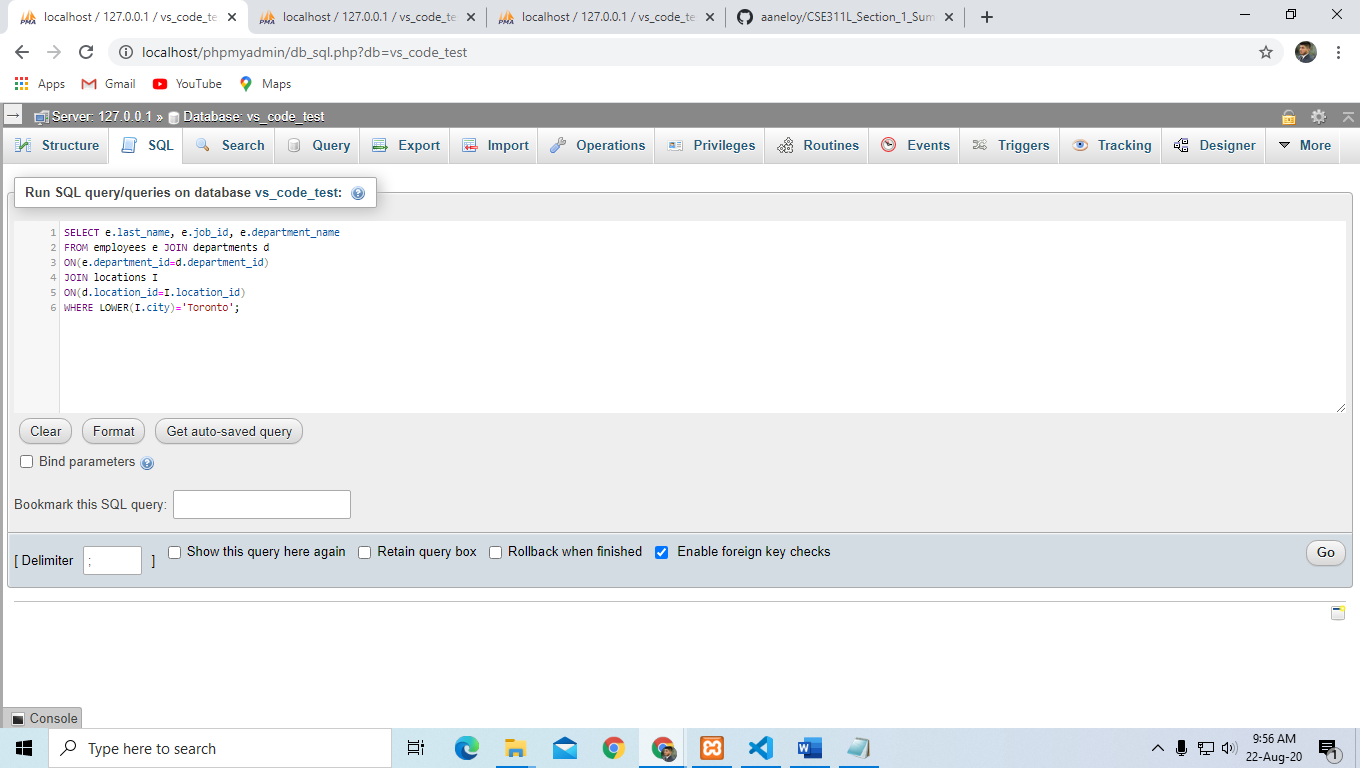 localhost / 127.0.0.1 / vs_code_te
localhost / 127.0.0.1 / vs_code_te
localhost / 127.0.0.1 / vs_code_te
aaneloy/CSE311L_Section_1_Sum
localhost/phpmyadmin/db_sql.php?db=vs_code_test
Apps
Gmail
YouTube
Maps
Server: 127.0.0.1 » Database: vs_code_test
Structure
SQL
Search
Query
Export
Import
Operations
Privileges
Routines
Events
Triggers
Tracking
Designer
More
Run SQL query/queries on database vs_code_test:
1 SELECT e.last_name, e.job_id, e.department_name
2 FROM employees e JOIN departments d
3 ON(e.department_id=d.department_id)
4 JOIN locations I
5 ON(d.location_id=I.location_id)
6 WHERE LOWER(I.city)='Toronto';
Clear
Format
Get auto-saved query
Bind parameters
Bookmark this SQL query:
[ Delimiter ; ]
Show this query here again
Retain query box
Rollback when finished
Enable foreign key checks
Go
Console
Type here to search
9:56 AM
22-Aug-20
1